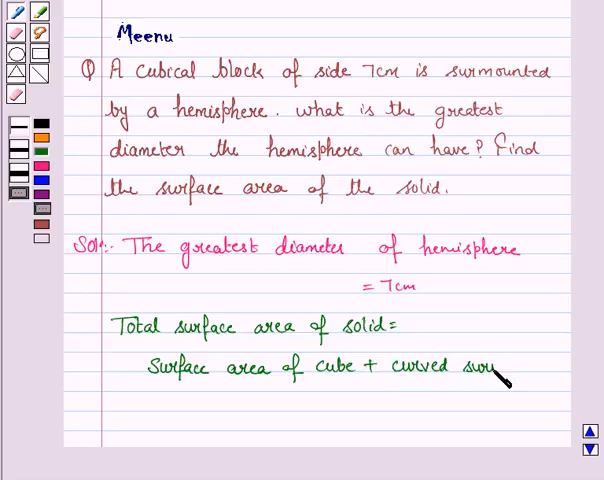 Meenu
Q A cubical block of side 7cm is surmounted
by a hemisphere. What is the greatest
diameter the hemisphere can have? Find
the surface area of the solid.
Sol:- The greatest diameter of hemisphere
= 7cm
Total surface area of solid=
Surface area of cube + curved